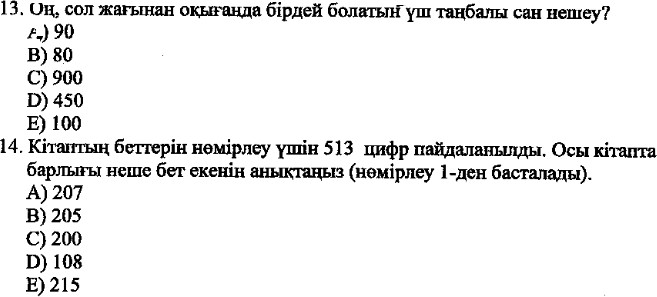 13. Оң, сол жағынан оқығанда бірдей болатын үш таңбалы сан нешеу?
A) 90
B) 80
C) 900
D) 450
E) 100
14. Кітаптың беттерін нөмірлеу үшін 513 цифр пайдаланылды. Осы кітапта
барлығы неше бет екенін анықтаңыз (нөмірлеу 1-ден басталады).
A) 207
B) 205
C) 200
D) 108
E) 215